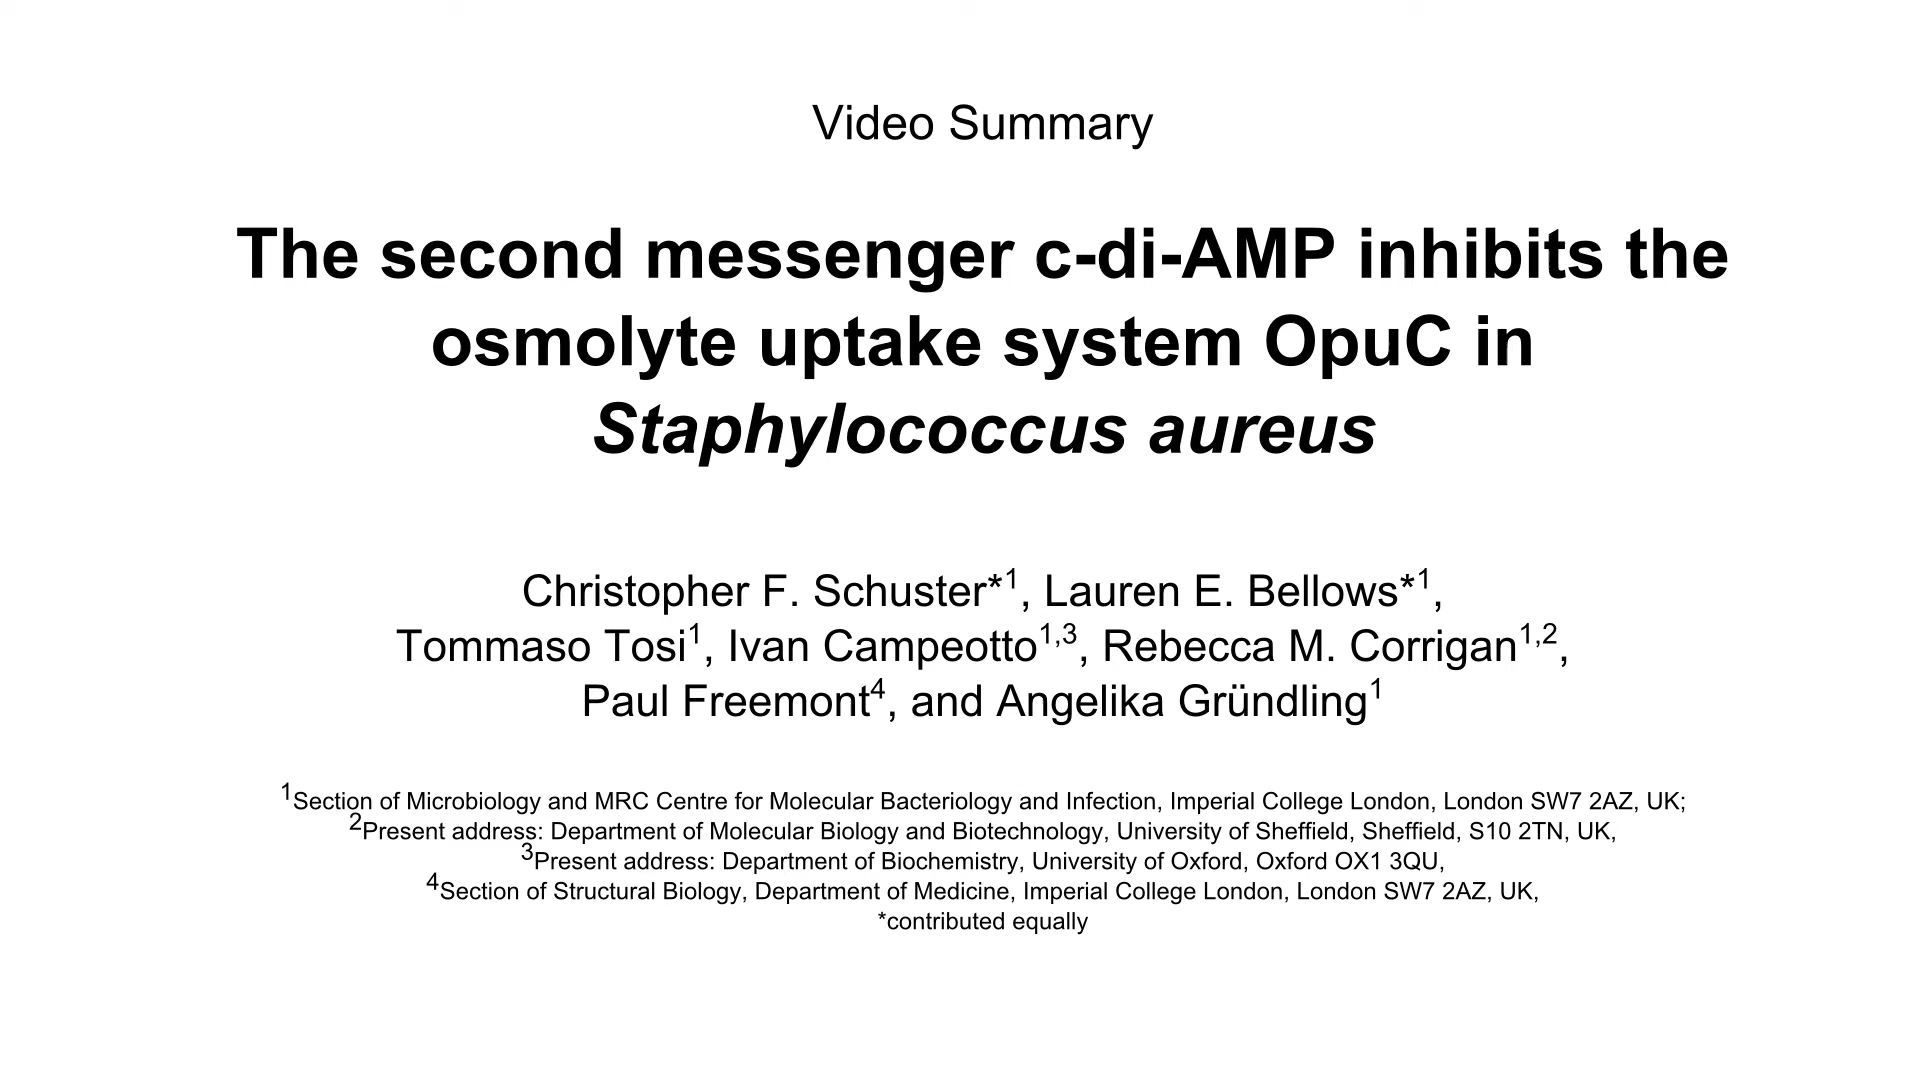 Video Summary
The second messenger c-di-AMP inhibits the
osmolyte uptake system OpuC in
Staphylococcus aureus
Christopher F. Schuster*1, Lauren E. Bellows*1,
Tommaso Tosi1, Ivan Campeotto1,3, Rebecca M. Corrigan1,2,
Paul Freemont4, and Angelika Gründling1
1Section of Microbiology and MRC Centre for Molecular Bacteriology and Infection, Imperial College London, London SW7 2AZ, UK;
2Present address: Department of Molecular Biology and Biotechnology, University of Sheffield, Sheffield, S10 2TN, UK,
3Present address: Department of Biochemistry, University of Oxford, Oxford OX1 3QU,
4Section of Structural Biology, Department of Medicine, Imperial College London, London SW7 2AZ, UK,
*contributed equally